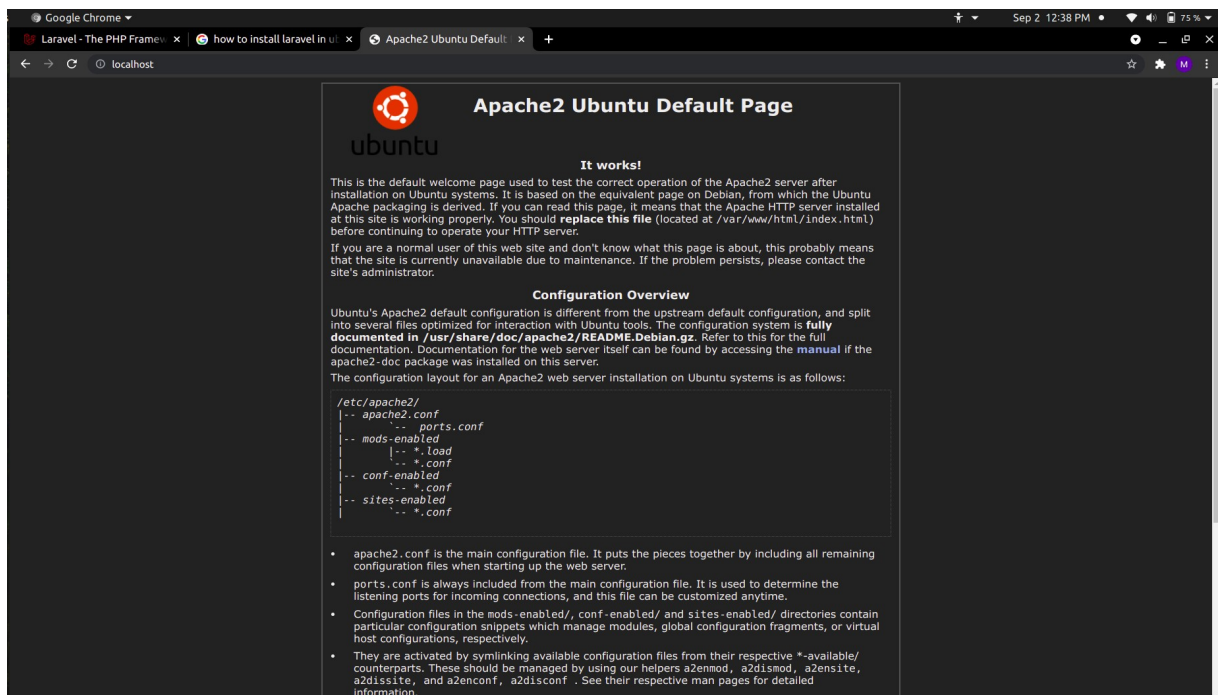 Google Chrome
Sep 2 12:38 PM
75 %
Laravel - The PHP Framew
how to install laravel in u
Apache2 Ubuntu Default
localhost
M
ubuntu
Apache2 Ubuntu Default Page
It works!
This is the default welcome page used to test the correct operation of the Apache2 server after
installation on Ubuntu systems. It is based on the equivalent page on Debian, from which the Ubuntu
Apache packaging is derived. If you can read this page, it means that the Apache HTTP server installed
at this site is working properly. You should replace this file (located at /var/www/html/index.html)
before continuing to operate your HTTP server.
If you are a normal user of this web site and don't know what this page is about, this probably means
that the site is currently unavailable due to maintenance. If the problem persists, please contact the
site's administrator.
Configuration Overview
Ubuntu's Apache2 default configuration is different from the upstream default configuration, and split
into several files optimized for interaction with Ubuntu tools. The configuration system is fully
documented in /usr/share/doc/apache2/README.Debian.gz. Refer to this for the full
documentation. Documentation for the web server itself can be found by accessing the manual if the
apache2-doc package was installed on this server.
The configuration layout for an Apache2 web server installation on Ubuntu systems is as follows:
/etc/apache2/
|-- apache2.conf
|       `--  ports.conf
|-- mods-enabled
|       |-- *.load
|       `-- *.conf
|-- conf-enabled
|       `-- *.conf
|-- sites-enabled
|       `-- *.conf
• apache2.conf is the main configuration file. It puts the pieces together by including all remaining
configuration files when starting up the web server.
• ports.conf is always included from the main configuration file. It is used to determine the
listening ports for incoming connections, and this file can be customized anytime.
• Configuration files in the mods-enabled/, conf-enabled/ and sites-enabled/ directories contain
particular configuration snippets which manage modules, global configuration fragments, or virtual
host configurations, respectively.
• They are activated by symlinking available configuration files from their respective *-available/
counterparts. These should be managed by using our helpers a2enmod, a2dismod, a2ensite,
a2dissite, and a2enconf, a2disconf . See their respective man pages for detailed
information.